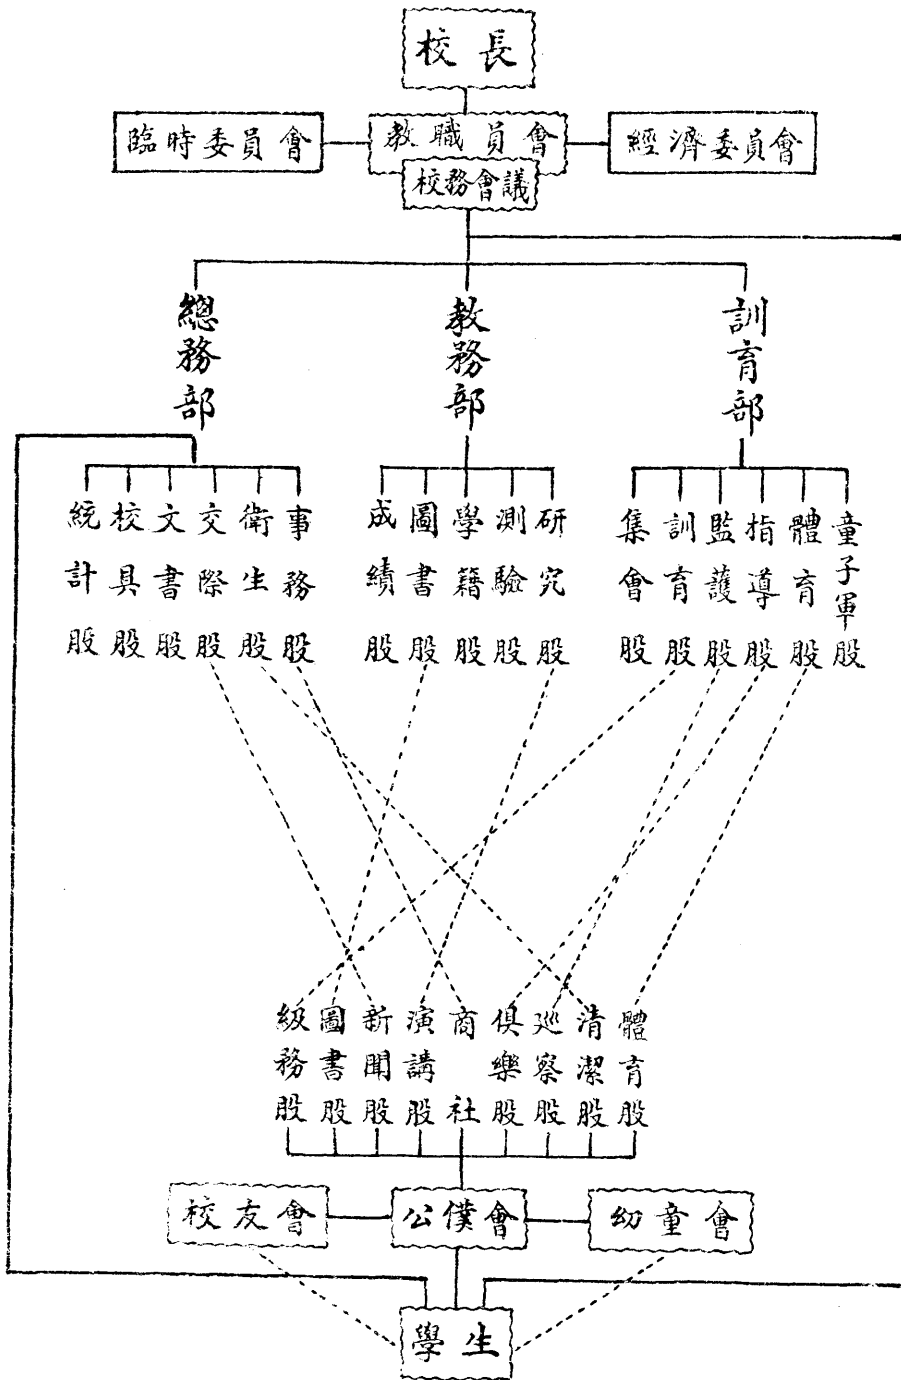 校長
臨時委員會
教職員會
經濟委員會
校務會議
總務部
教務部
訓育部
統計股
校具股
文書股
交際股
衛生股
事務股
成績股
圖書股
學籍股
測驗股
研究股
集會股
訓育股
監護股
指導股
體育股
童子軍股
級務股
圖書股
新聞股
演講股
商社
俱樂股
巡察股
清潔股
體育股
校友會
公僕會
幼童會
學生